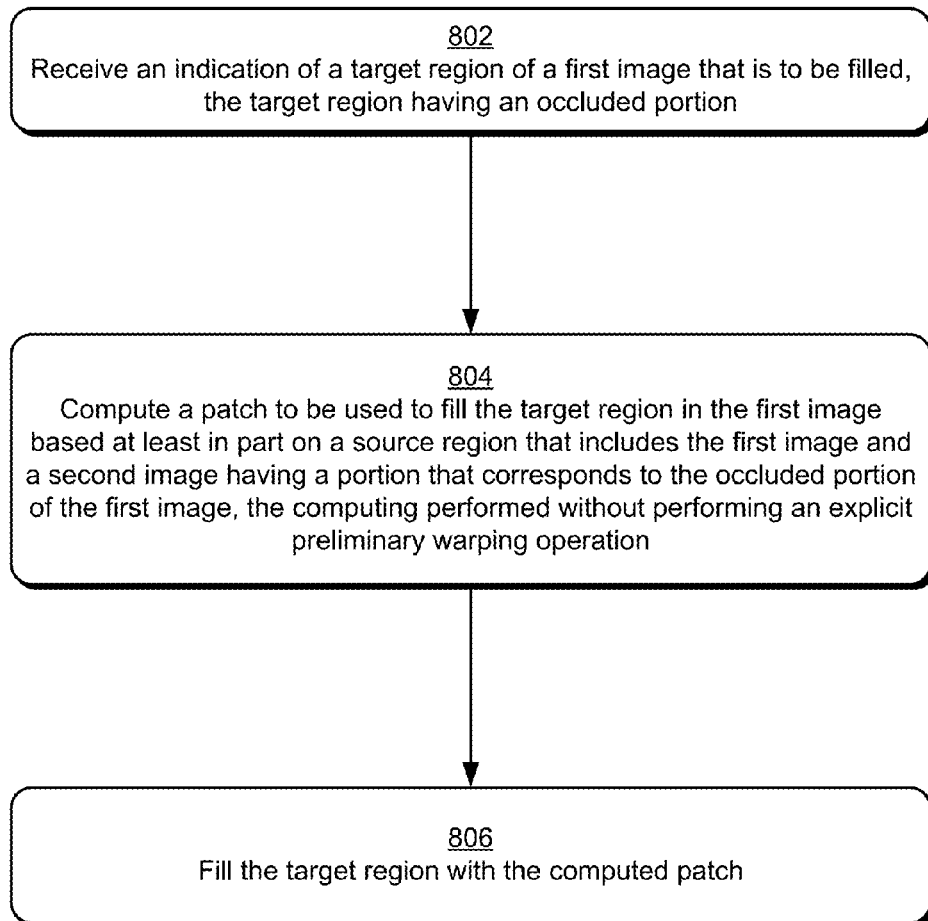 802
Receive an indication of a target region of a first image that is to be filled,
the target region having an occluded portion
804
Compute a patch to be used to fill the target region in the first image
based at least in part on a source region that includes the first image and
a second image having a portion that corresponds to the occluded portion
of the first image, the computing performed without performing an explicit
preliminary warping operation
806
Fill the target region with the computed patch